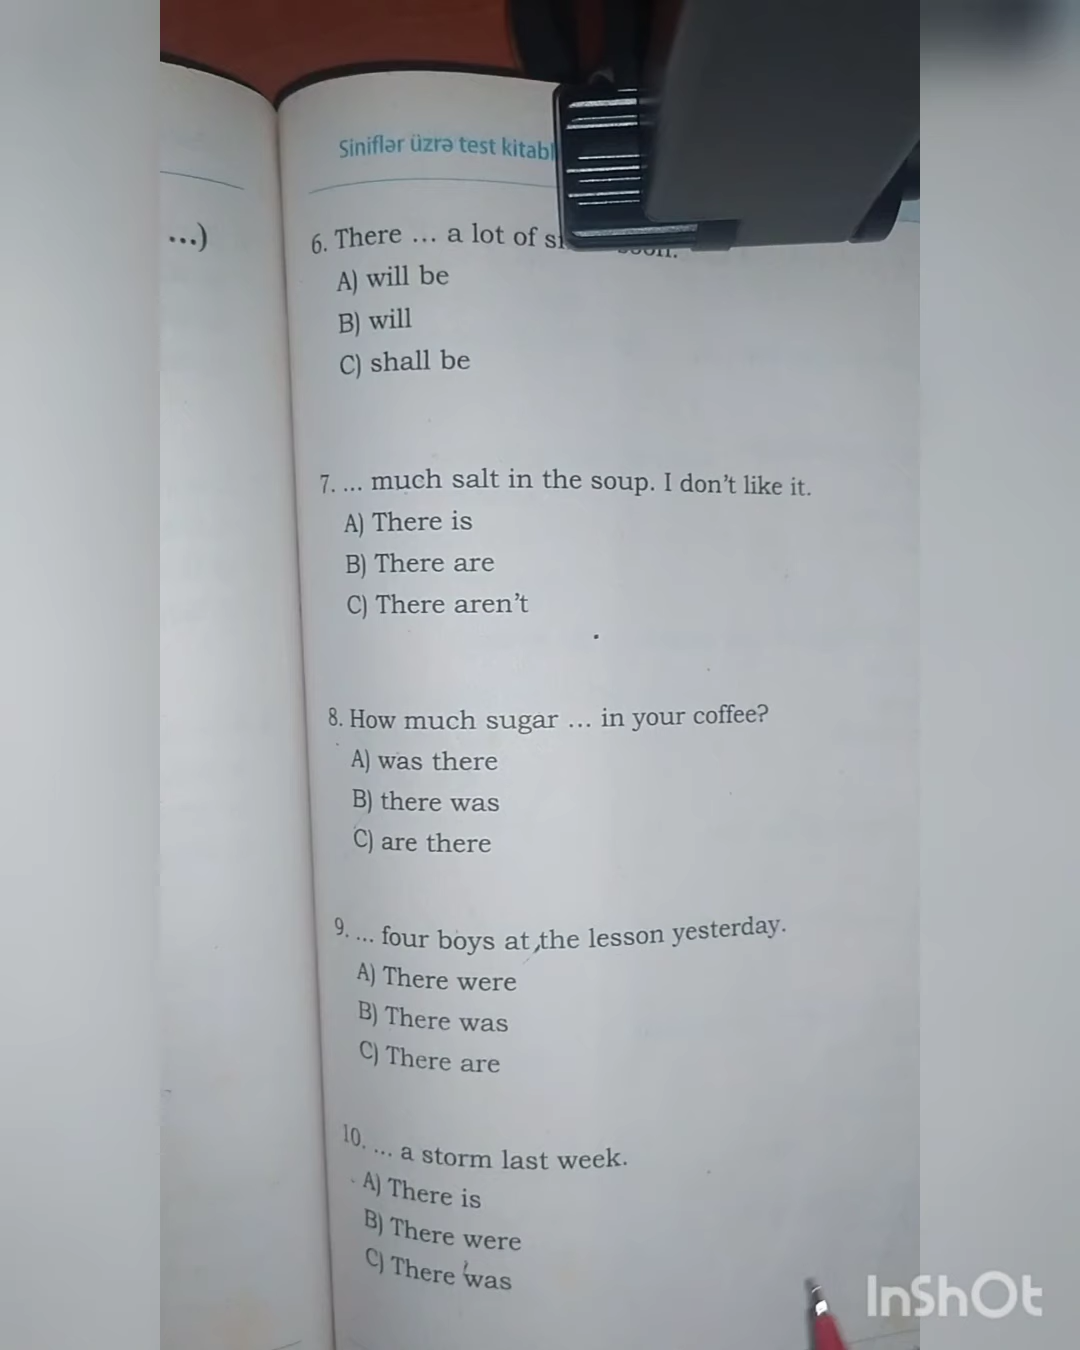 Siniflər üzrə test
...)
6. There ... a lot of
A) will be
B) will
C) shall be
7. ... much salt in the soup. I don't like it.
A) There is
B) There are
C) There aren't
8. How much sugar ... in your coffee?
A) was there
B) there was
C) are there
9. ... four boys at the lesson yesterday.
A) There were
B) There was
C) There are
10. ... a storm last week.
A) There is
B) There were
C) There was
InShOt